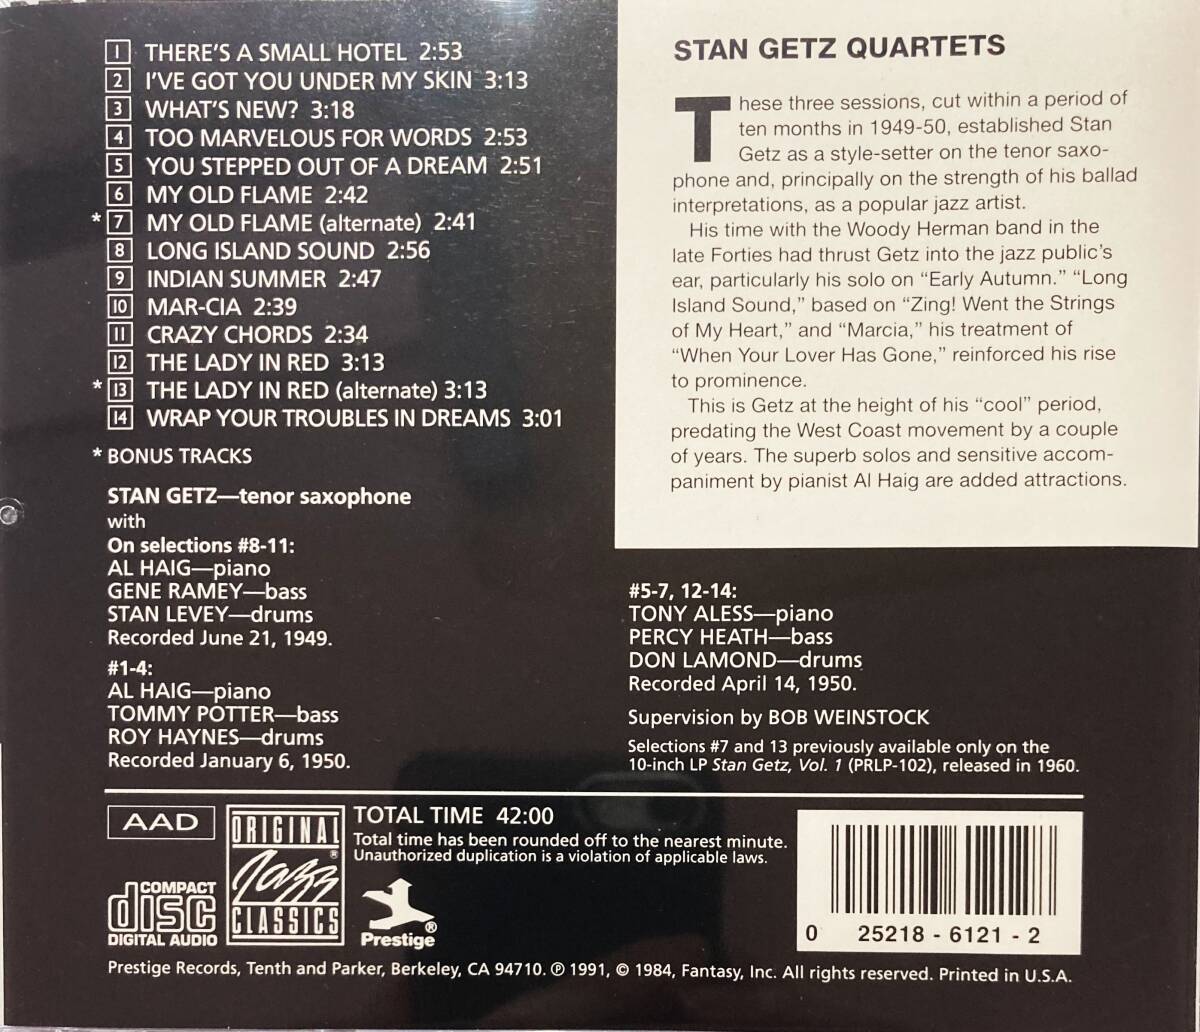 1 THERE'S A SMALL HOTEL 2:53
2 I'VE GOT YOU UNDER MY SKIN 3:13
3 WHAT'S NEW? 3:18
4 TOO MARVELOUS FOR WORDS 2:53
5 YOU STEPPED OUT OF A DREAM 2:51
6 MY OLD FLAME 2:42
* 7 MY OLD FLAME (alternate) 2:41
8 LONG ISLAND SOUND 2:56
9 INDIAN SUMMER 2:47
10 MAR-CIA 2:39
11 CRAZY CHORDS 2:34
12 THE LADY IN RED 3:13
* 13 THE LADY IN RED (alternate) 3:13
14 WRAP YOUR TROUBLES IN DREAMS 3:01
* BONUS TRACKS
STAN GETZ—tenor saxophone
with
On selections #8-11:
AL HAIG—piano
GENE RAMEY—bass
STAN LEVEY—drums
Recorded June 21, 1949.
#1-4:
AL HAIG—piano
TOMMY POTTER—bass
ROY HAYNES—drums
Recorded January 6, 1950.
STAN GETZ QUARTETS
These three sessions, cut within a period of
ten months in 1949-50, established Stan
Getz as a style-setter on the tenor saxo-
phone and, principally on the strength of his ballad
interpretations, as a popular jazz artist.
His time with the Woody Herman band in the
late Forties had thrust Getz into the jazz public's
ear, particularly his solo on “Early Autumn.” “Long
Island Sound,” based on “Zing! Went the Strings
of My Heart,” and “Marcia,” his treatment of
“When Your Lover Has Gone,” reinforced his rise
to prominence.
This is Getz at the height of his “cool” period,
predating the West Coast movement by a couple
of years. The superb solos and sensitive accom-
paniment by pianist Al Haig are added attractions.
#5-7, 12-14:
TONY ALESS—piano
PERCY HEATH—bass
DON LAMOND—drums
Recorded April 14, 1950.
Supervision by BOB WEINSTOCK
Selections #7 and 13 previously available only on the
10-inch LP Stan Getz, Vol. 1 (PRLP-102), released in 1960.
AAD
COMPACT
disc
DIGITAL AUDIO
ORIGINAL
Jazz ®
CLASSICS
TOTAL TIME 42:00
Total time has been rounded off to the nearest minute.
Unauthorized duplication is a violation of applicable laws.
Prestige ®
0 25218 - 6121 - 2
Prestige Records, Tenth and Parker, Berkeley, CA 94710. ℗ 1991, © 1984, Fantasy, Inc. All rights reserved. Printed in U.S.A.